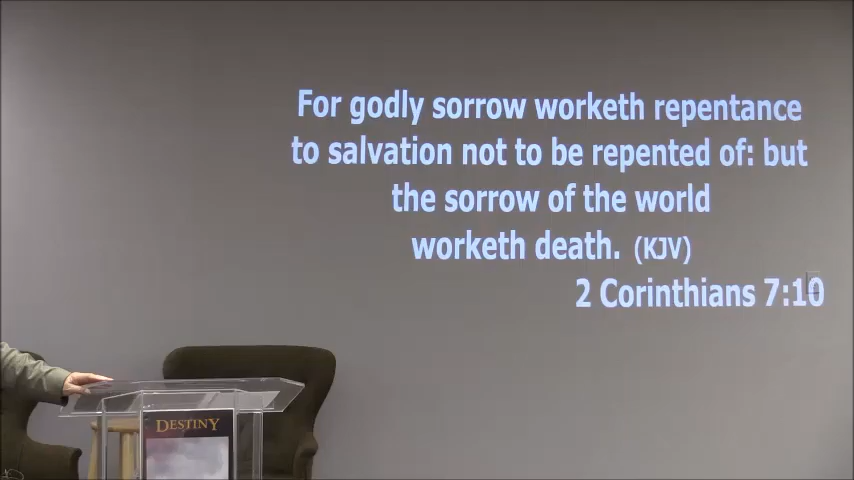 For godly sorrow worketh repentance
to salvation not to be repented of: but
the sorrow of the world
worketh death. (KJV)
2 Corinthians 7:10
DESTINY